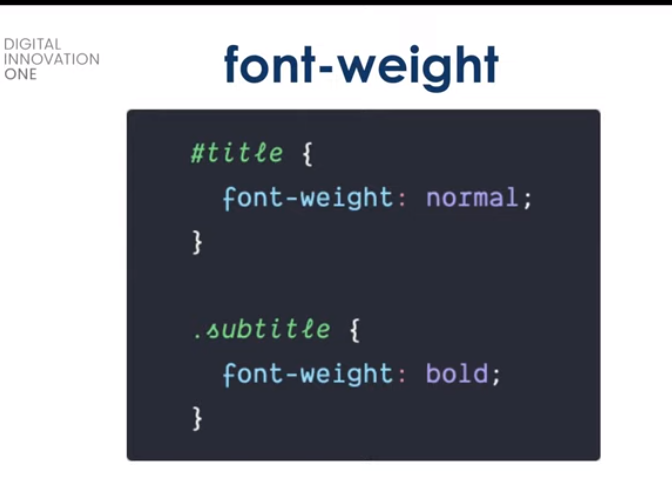 DIGITAL
INNOVATION
ONE
font-weight
#title {
font-weight: normal;
}
.subtitle {
font-weight: bold;
}